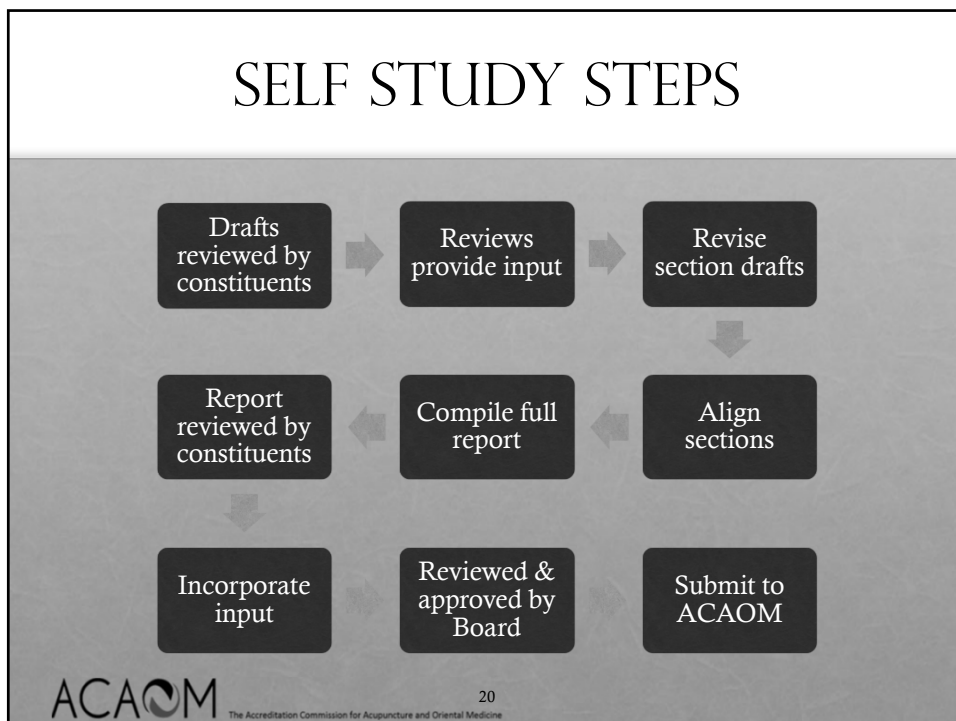 SELF STUDY STEPS
Drafts
reviewed by
constituents
Reviews
provide input
Revise
section drafts
Align
sections
Compile full
report
Report
reviewed by
constituents
Incorporate
input
Reviewed &
approved by
Board
Submit to
ACAOM
ACAOM
The Accreditation Commission for Acupuncture and Oriental Medicine
20